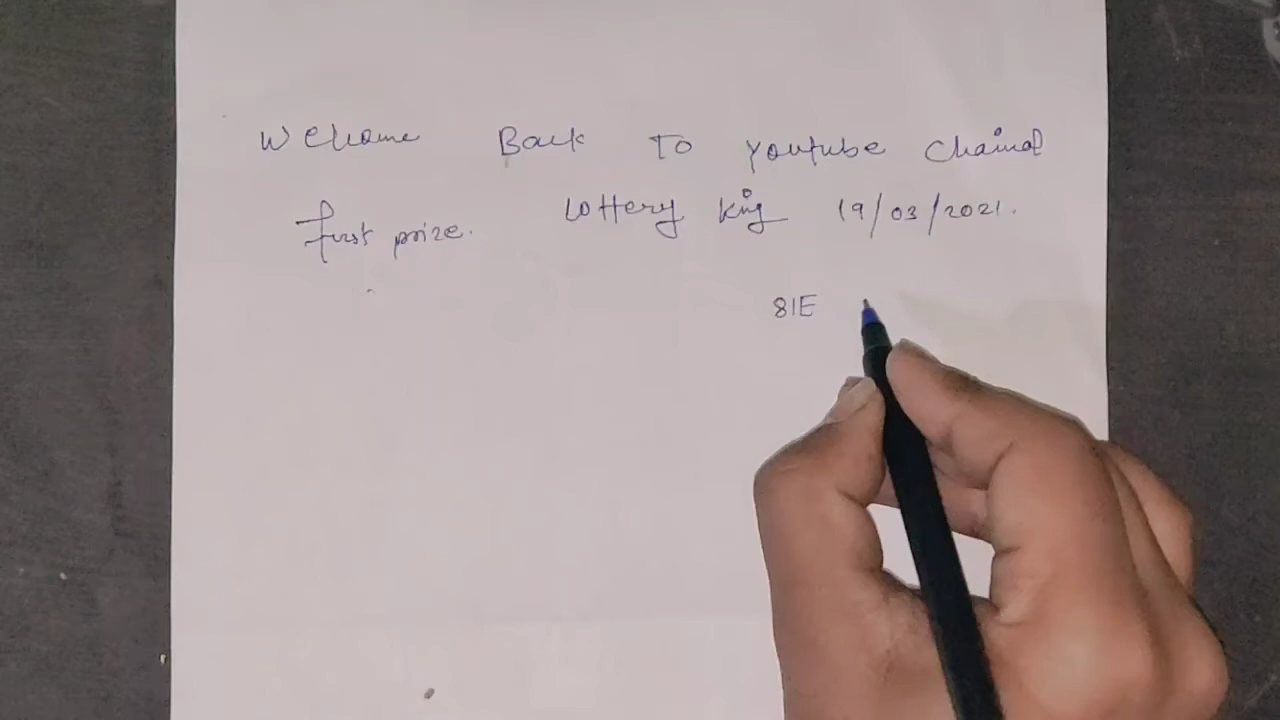 Welcome Back To Youtube Chainal
Lottery King 19/03/2021.
first prize.
81E